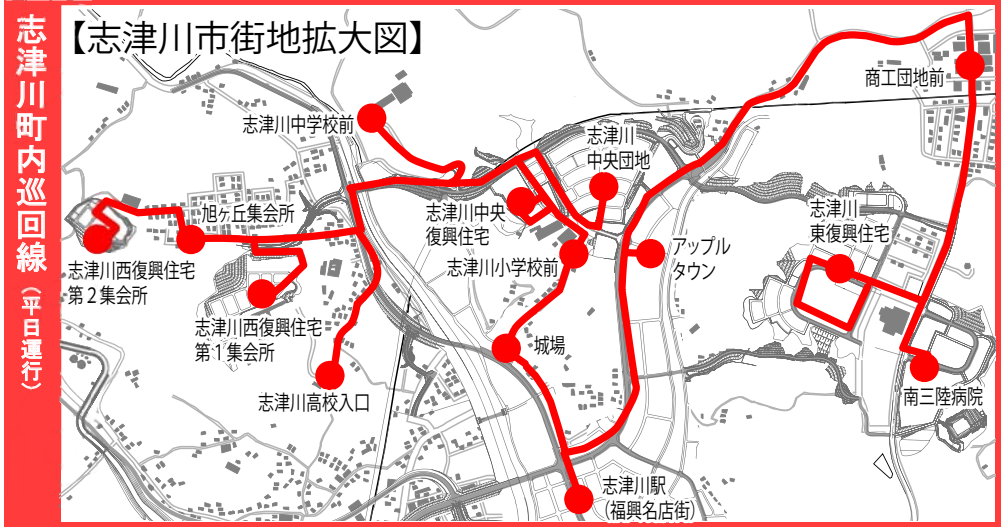 志津川町内巡回線(平日運行)
【志津川市街地拡大図】
商工団地前
志津川中学校前
志津川
中央団地
旭ヶ丘集会所
志津川中央
復興住宅
志津川
東復興住宅
アップル
タウン
志津川西復興住宅
第2集会所
志津川小学校前
志津川西復興住宅
第1集会所
城場
志津川高校入口
南三陸病院
志津川駅
(福興名店街)